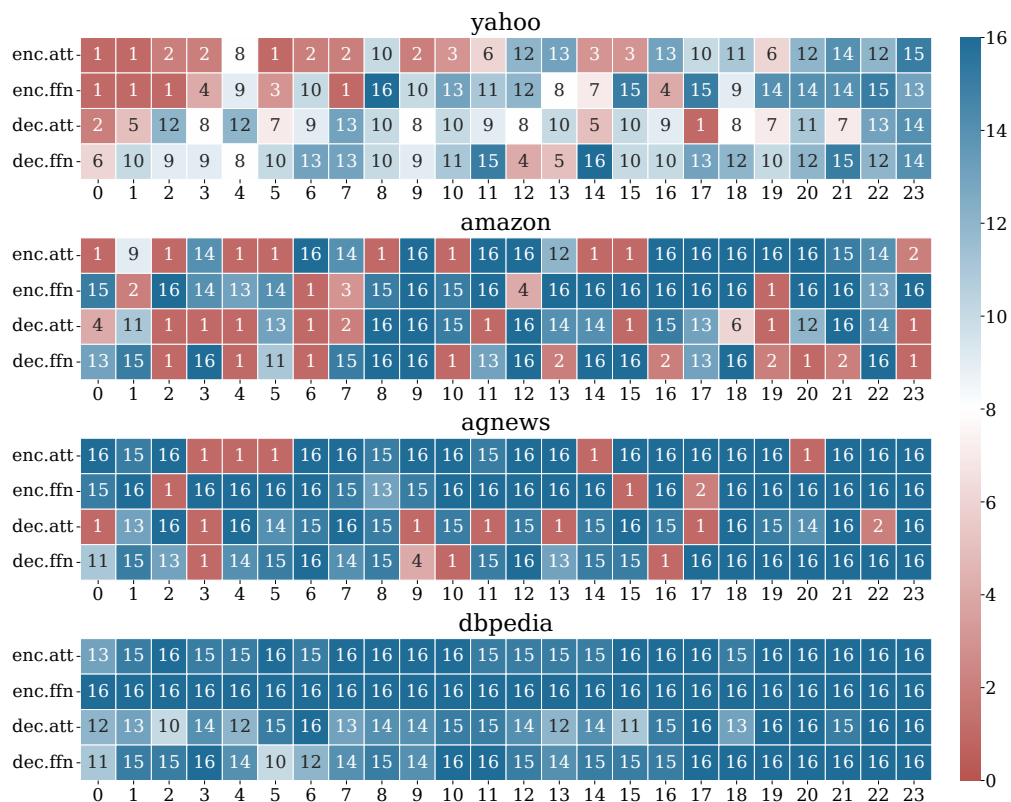 yahoo
enc.att 1 1 2 2 8 1 2 2 10 2 3 6 12 13 3 3 13 10 11 6 12 14 12 15
enc.ffn 1 1 1 4 9 3 10 1 16 10 13 11 12 8 7 15 4 15 9 14 14 14 15 13
dec.att 2 5 12 8 12 7 9 13 10 8 10 9 8 10 5 10 9 1 8 7 11 7 13 14
dec.ffn 6 10 9 9 8 10 13 13 10 9 11 15 4 5 16 10 10 13 12 10 12 15 12 14
0 1 2 3 4 5 6 7 8 9 10 11 12 13 14 15 16 17 18 19 20 21 22 23
amazon
enc.att 1 9 1 14 1 1 16 14 1 16 1 16 16 12 1 1 16 16 16 16 16 15 14 2
enc.ffn 15 2 16 14 13 14 1 3 15 16 15 16 4 16 16 16 16 16 16 1 16 16 13 16
dec.att 4 11 1 1 1 13 1 2 16 16 15 1 16 14 14 1 15 13 6 1 12 16 14 1
dec.ffn 13 15 1 16 1 11 1 15 16 16 1 13 16 2 16 16 2 13 16 2 1 2 16 1
0 1 2 3 4 5 6 7 8 9 10 11 12 13 14 15 16 17 18 19 20 21 22 23
agnews
enc.att 16 15 16 1 1 1 16 16 15 16 16 15 16 16 1 16 16 16 16 16 1 16 16 16
enc.ffn 15 16 1 16 16 16 16 15 13 15 16 16 16 16 16 1 16 2 16 16 16 16 16 16
dec.att 1 13 16 1 16 14 15 16 15 1 15 1 15 1 15 16 15 1 16 15 14 16 2 16
dec.ffn 11 15 13 1 14 15 16 14 15 4 1 15 16 13 15 15 1 16 16 16 16 16 16 16
0 1 2 3 4 5 6 7 8 9 10 11 12 13 14 15 16 17 18 19 20 21 22 23
dbpedia
enc.att 13 15 16 15 15 16 15 16 16 16 16 15 15 15 15 16 16 16 15 16 16 16 16 16
enc.ffn 16 16 16 16 16 16 16 16 16 16 16 16 16 16 16 16 16 16 16 16 16 16 16 16
dec.att 12 13 10 14 12 15 16 13 14 14 15 15 14 12 14 11 15 16 13 16 16 15 16 16
dec.ffn 11 15 15 16 14 10 12 14 15 14 16 16 15 14 15 15 15 16 16 16 16 16 16 16
0 1 2 3 4 5 6 7 8 9 10 11 12 13 14 15 16 17 18 19 20 21 22 23
16
14
12
10
8
6
4
2
0